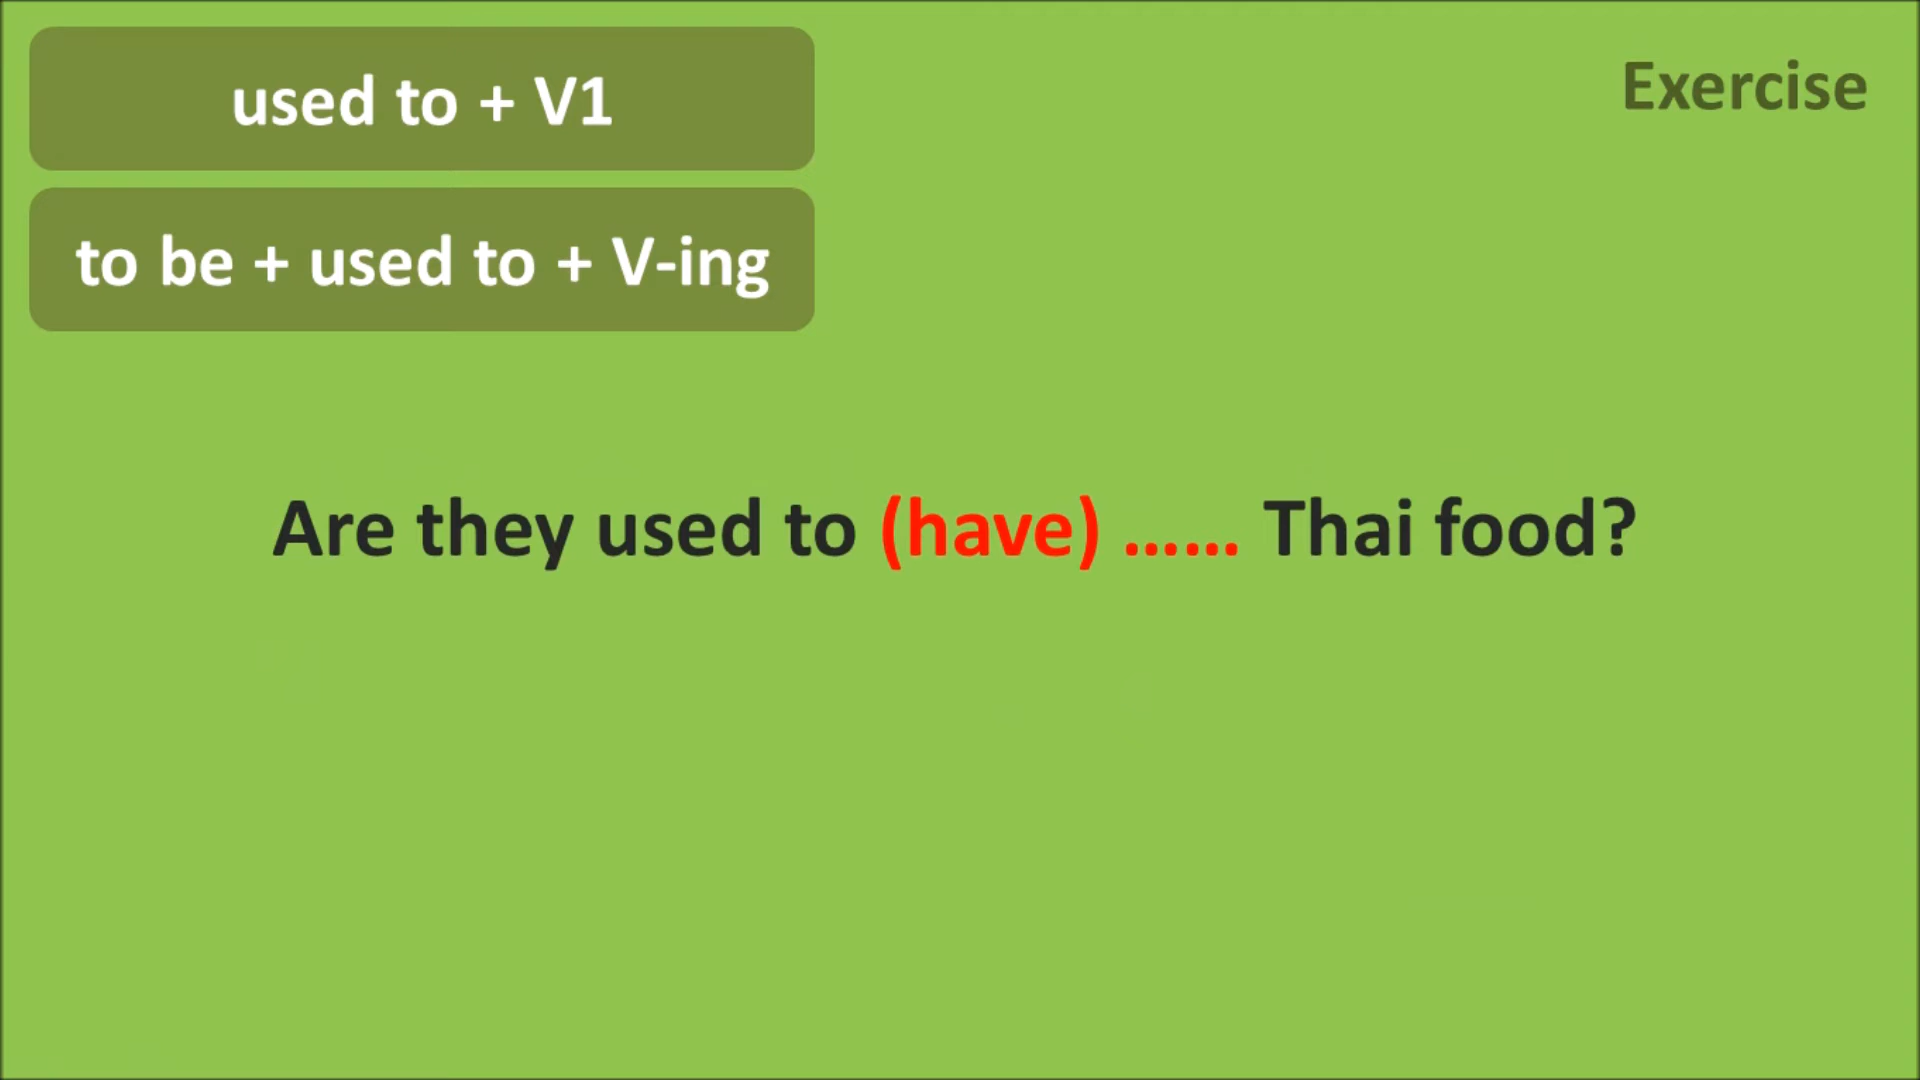 used to + V1
Exercise
to be + used to + V-ing
Are they used to (have) ...... Thai food?